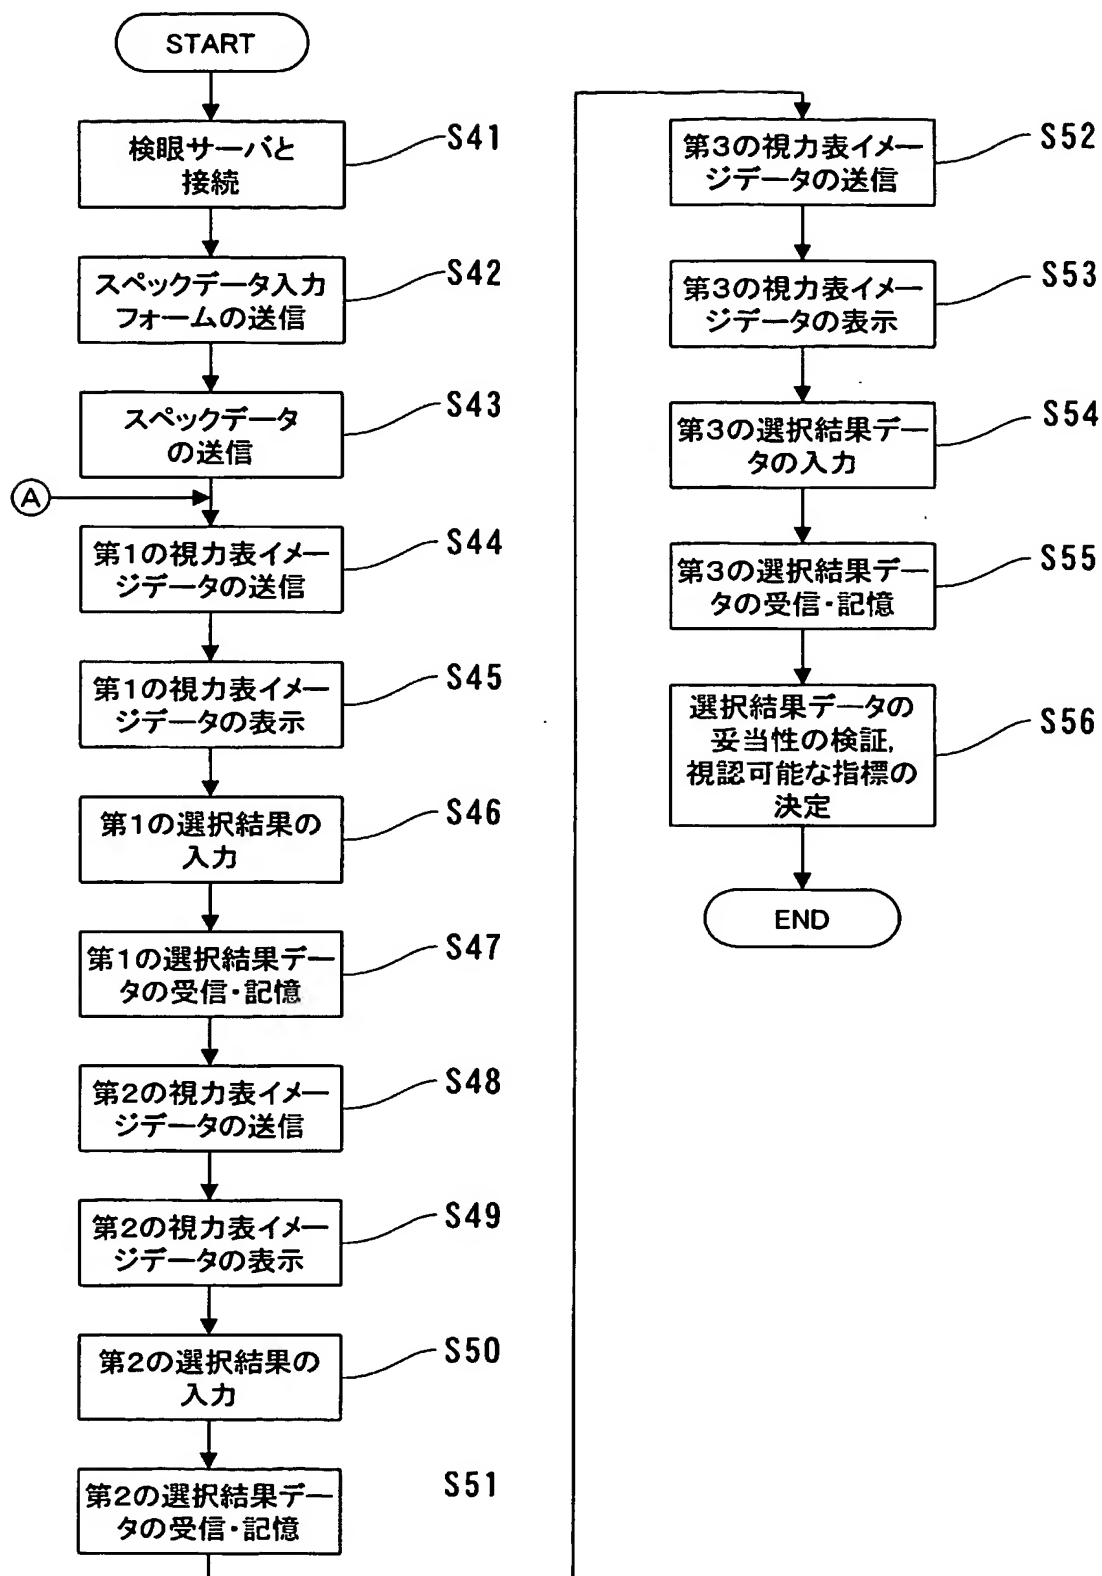 START
検眼サーバと
接続
S41
スペックデータ入力
フォームの送信
S42
スペックデータ
の送信
S43
A
第1の視力表イメー
ジデータの送信
S44
第1の視力表イメー
ジデータの表示
S45
第1の選択結果の
入力
S46
第1の選択結果デー
タの受信・記憶
S47
第2の視力表イメー
ジデータの送信
S48
第2の視力表イメー
ジデータの表示
S49
第2の選択結果の
入力
S50
第2の選択結果デー
タの受信・記憶
S51
第3の視力表イメー
ジデータの送信
S52
第3の視力表イメー
ジデータの表示
S53
第3の選択結果デー
タの入力
S54
第3の選択結果デー
タの受信・記憶
S55
選択結果データの
妥当性の検証,
視認可能な指標の
決定
S56
END